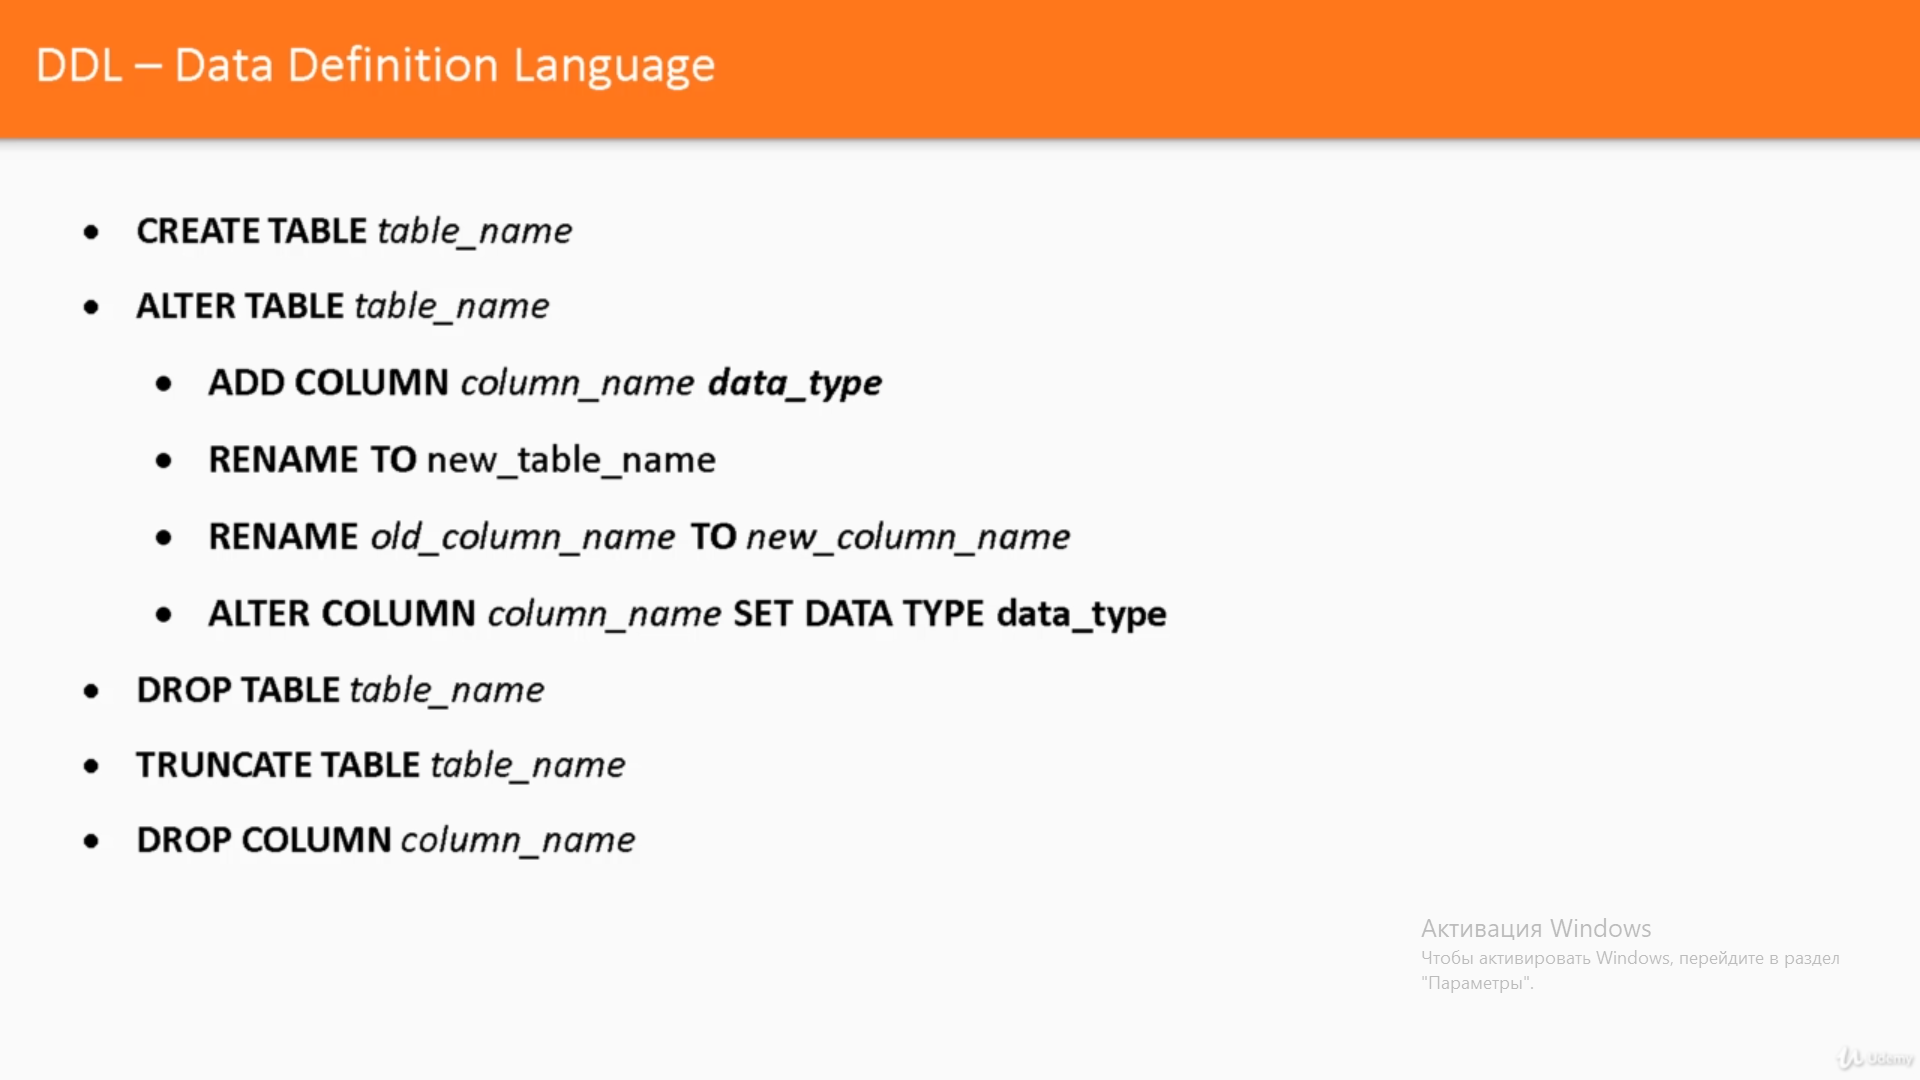 DDL – Data Definition Language
• CREATE TABLE table_name
• ALTER TABLE table_name
• ADD COLUMN column_name data_type
• RENAME TO new_table_name
• RENAME old_column_name TO new_column_name
• ALTER COLUMN column_name SET DATA TYPE data_type
• DROP TABLE table_name
• TRUNCATE TABLE table_name
• DROP COLUMN column_name
Активация Windows
Чтобы активировать Windows, перейдите в раздел
"Параметры".
Udemy